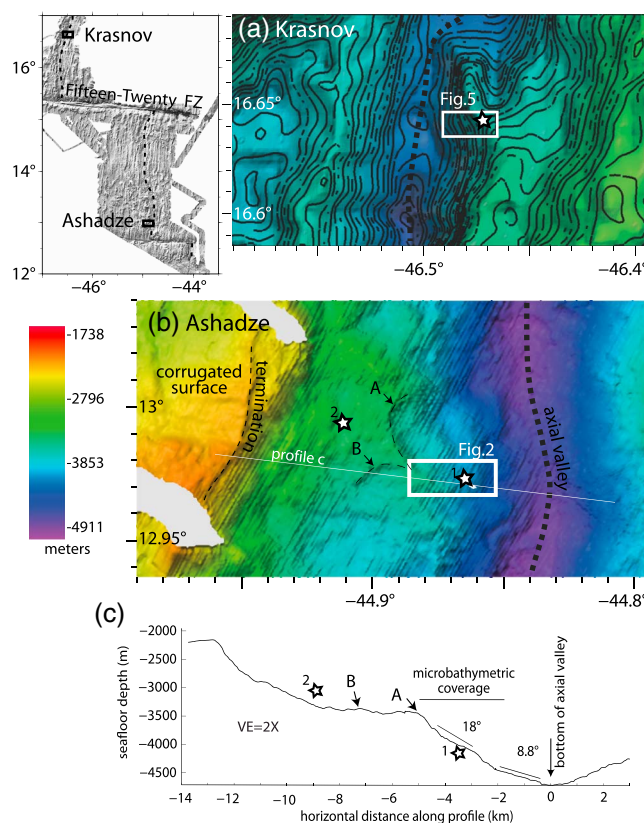 Krasnov
16°
Fifteen-Twenty FZ
14°
Ashadze
12°
−46°
−44°
(a) Krasnov
Fig.5
16.65°
16.6°
−46.5°
−46.4°
(b) Ashadze
corrugated surface
termination
13°
12.95°
2
A
B
profile c
Fig.2
1
axial valley
−44.9°
−44.8°
-1738
-2796
-3853
-4911
meters
(c)
seafloor depth (m)
−2000
−2500
−3000
−3500
−4000
−4500
2
B
A
microbathymetric
coverage
VE=2X
18°
1
8.8°
bottom of axial valley
−14
−12
−10
−8
−6
−4
−2
0
2
horizontal distance along profile (km)